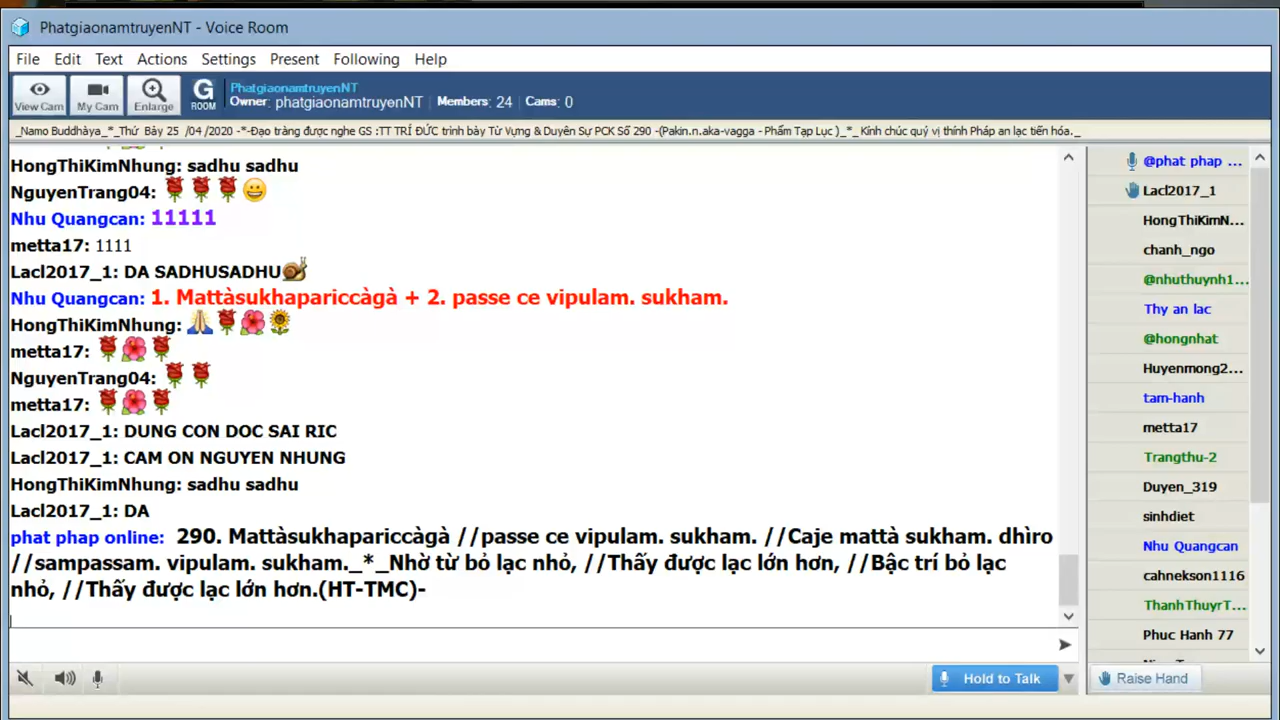 PhatgiaonamtruyenNT - Voice Room
File Edit Text Actions Settings Present Following Help
View Cam My Cam Enlarge G ROOM
PhatgiaonamtruyenNT
Owner: phatgiaonamtruyenNT Members: 24 Cams: 0
_Namo Buddhàya_*_Thứ Bảy 25 /04 /2020 -*-Đạo tràng được nghe GS :TT TRÍ ĐỨC trình bày Từ Vựng & Duyên Sự PCK Số 290 -(Pakin.n.aka-vagga - Phẩm Tạp Lục )_*_ Kính chúc quý vị thính Pháp an lạc tiến hóa._
HongThiKimNhung: sadhu sadhu
NguyenTrang04: 🌹🌹🌹😀
Nhu Quangcan: 11111
metta17: 1111
Lacl2017_1: DA SADHUSADHU🐌
Nhu Quangcan: 1. Mattàsukhapariccàgà + 2. passe ce vipulam. sukham.
HongThiKimNhung: 🙏🌹🌺🌻
metta17: 🌹🌺🌹
NguyenTrang04: 🌹🌹
metta17: 🌹🌺🌹
Lacl2017_1: DUNG CON DOC SAI RIC
Lacl2017_1: CAM ON NGUYEN NHUNG
HongThiKimNhung: sadhu sadhu
Lacl2017_1: DA
phat phap online: 290. Mattàsukhapariccàgà //passe ce vipulam. sukham. //Caje mattà sukham. dhìro
//sampassam. vipulam. sukham._*_Nhờ từ bỏ lạc nhỏ, //Thấy được lạc lớn hơn, //Bậc trí bỏ lạc
nhỏ, //Thấy được lạc lớn hơn.(HT-TMC)-
@phat phap ...
Lacl2017_1
HongThiKimN...
chanh_ngo
@nhuthuynh1...
Thy an lac
@hongnhat
Huyenmong2...
tam-hanh
metta17
Trangthu-2
Duyen_319
sinhdiet
Nhu Quangcan
cahnekson1116
ThanhThuyrT...
Phuc Hanh 77
Hold to Talk
Raise Hand